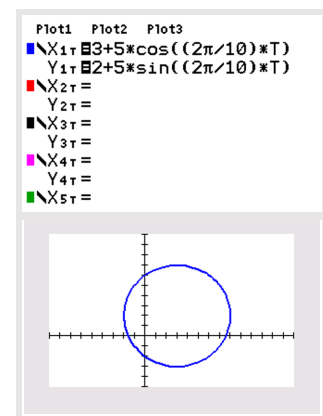 Plot1 Plot2 Plot3
\X1T=3+5*cos((2π/10)*T)
Y1T=2+5*sin((2π/10)*T)
\X2T=
Y2T=
\X3T=
Y3T=
\X4T=
Y4T=
\X5T=